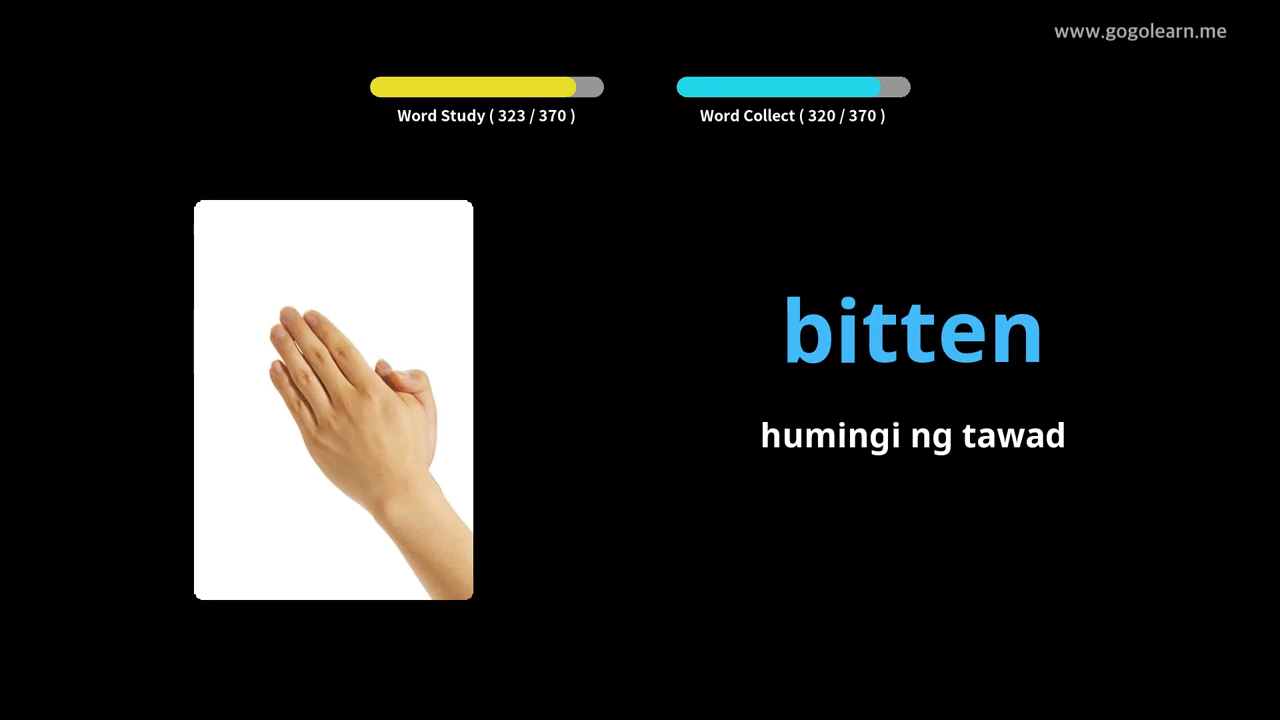 www.gogolearn.me
Word Study ( 323 / 370 )
Word Collect ( 320 / 370 )
bitten
humingi ng tawad